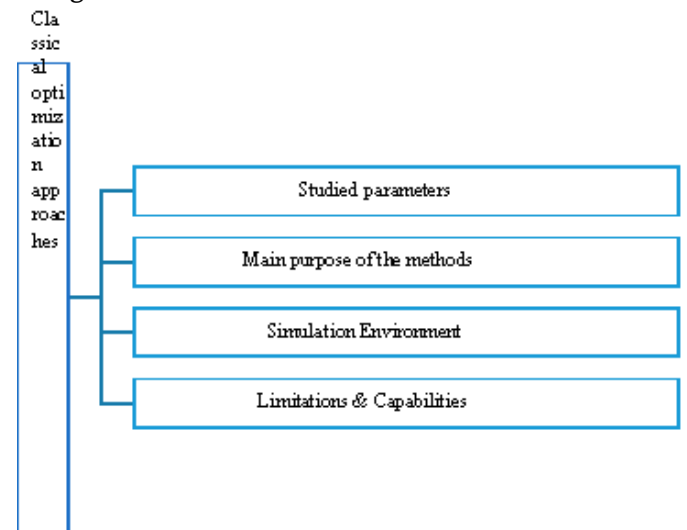 Cla
ssic
al
opti
miz
atio
n
app
roac
hes
Studied parameters
Main purpose of the methods
Simulation Environment
Limitations & Capabilities